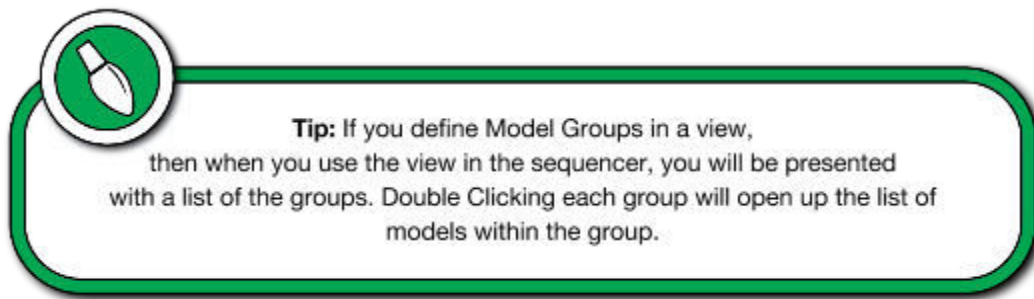 Tip: If you define Model Groups in a view,
then when you use the view in the sequencer, you will be presented
with a list of the groups. Double Clicking each group will open up the list of
models within the group.